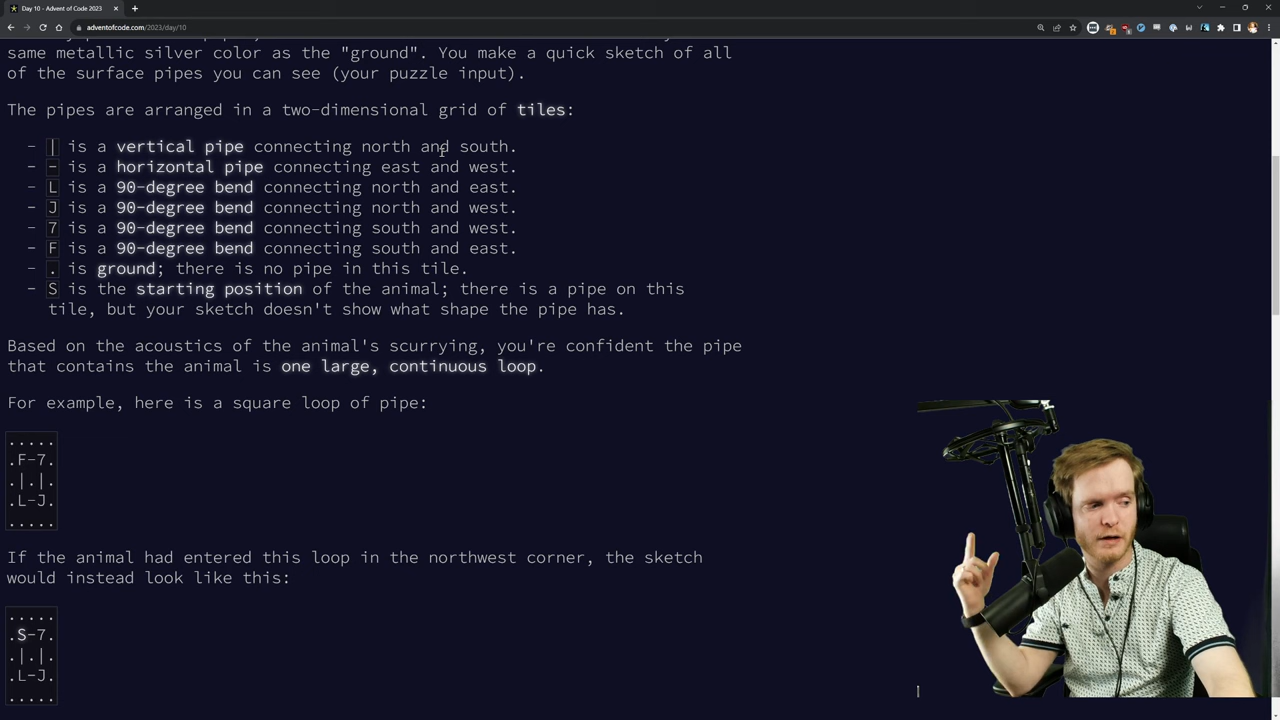 Day 10 - Advent of Code 2023
adventofcode.com/2023/day/10
same metallic silver color as the "ground". You make a quick sketch of all
of the surface pipes you can see (your puzzle input).
The pipes are arranged in a two-dimensional grid of tiles:
- | is a vertical pipe connecting north and south.
- - is a horizontal pipe connecting east and west.
- L is a 90-degree bend connecting north and east.
- J is a 90-degree bend connecting north and west.
- 7 is a 90-degree bend connecting south and west.
- F is a 90-degree bend connecting south and east.
- . is ground; there is no pipe in this tile.
- S is the starting position of the animal; there is a pipe on this
tile, but your sketch doesn't show what shape the pipe has.
Based on the acoustics of the animal's scurrying, you're confident the pipe
that contains the animal is one large, continuous loop.
For example, here is a square loop of pipe:
.....
.F-7.
.|.|.
.L-J.
.....
If the animal had entered this loop in the northwest corner, the sketch
would instead look like this:
.....
.S-7.
.|.|.
.L-J.
.....